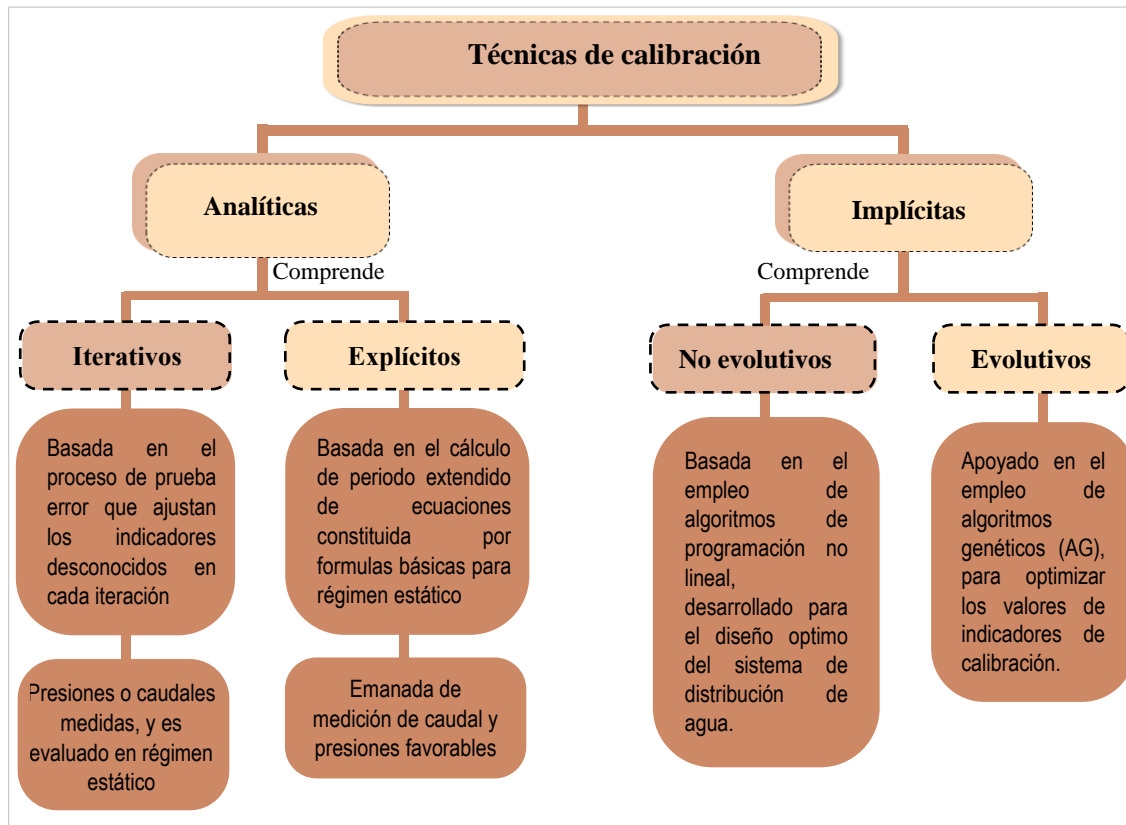 Técnicas de calibración
Analíticas
Implícitas
Comprende
Comprende
Iterativos
Explícitos
No evolutivos
Evolutivos
Basada en el
proceso de prueba
error que ajustan
los indicadores
desconocidos en
cada iteración
Basada en el cálculo
de periodo extendido
de ecuaciones
constituida por
formulas básicas para
régimen estático
Basada en el
empleo de
algoritmos de
programación no
lineal,
desarrollado para
el diseño optimo
del sistema de
distribución de
agua.
Apoyado en el
empleo de
algoritmos
genéticos (AG),
para optimizar
los valores de
indicadores de
calibración.
Presiones o caudales
medidas, y es
evaluado en régimen
estático
Emanada de
medición de caudal y
presiones favorables